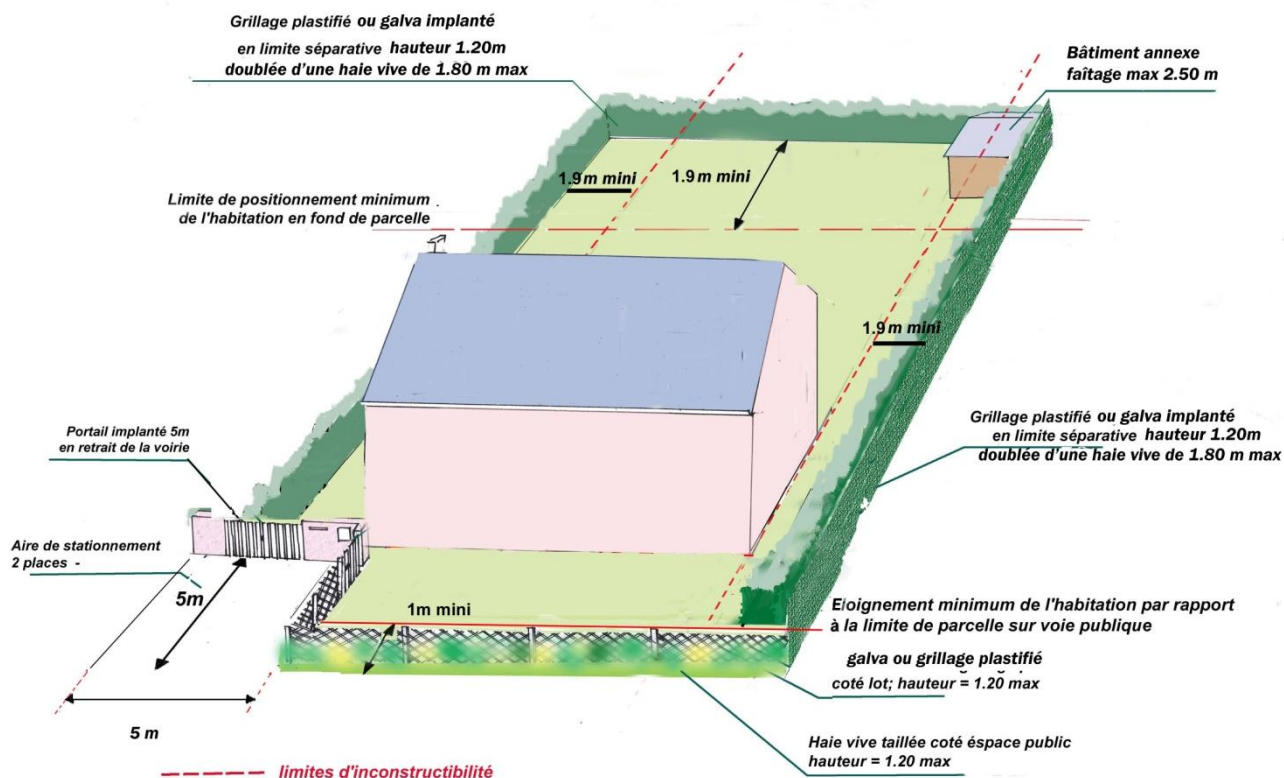 Grillage plastifié ou galva implanté
en limite séparative hauteur 1.20m
doublée d'une haie vive de 1.80 m max
Bâtiment annexe
faîtage max 2.50 m
1.9 m mini
1.9 m mini
Limite de positionnement minimum
de l'habitation en fond de parcelle
1.9 m mini
Grillage plastifié ou galva implanté
en limite séparative hauteur 1.20m
doublée d'une haie vive de 1.80 m max
Portail implanté 5m
en retrait de la voirie
Aire de stationnement
2 places -
5m
1m mini
Eloignement minimum de l'habitation par rapport
à la limite de parcelle sur voie publique
galva ou grillage plastifié
coté lot; hauteur = 1.20 max
5 m
Haie vive taillée coté éspace public
hauteur = 1.20 max
limites d'inconstructibilité